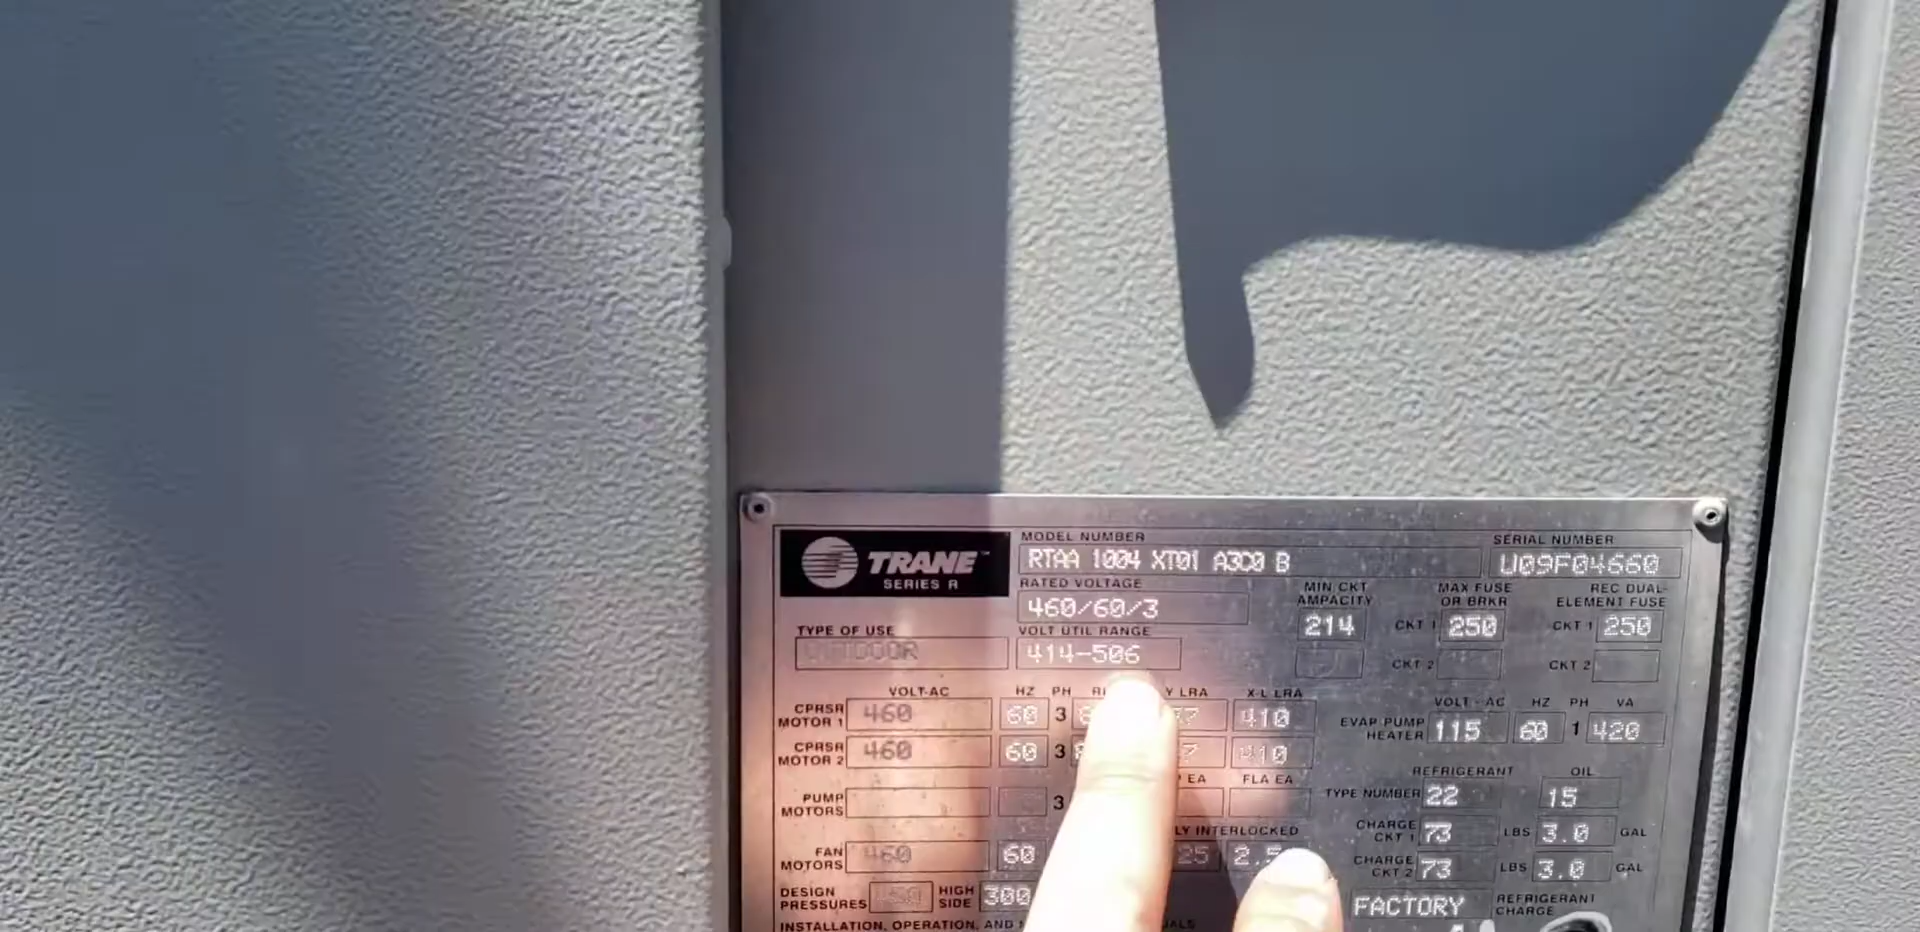 TRANE™
SERIES R
MODEL NUMBER
RTAA 1004 XT01 A3C0 B
SERIAL NUMBER
U09F04660
RATED VOLTAGE
460/60/3
MIN CKT AMPACITY
214
MAX FUSE OR BRKR
CKT 1 250
CKT 2
REC DUAL-ELEMENT FUSE
CKT 1 250
CKT 2
TYPE OF USE
OUTDOOR
VOLT UTIL RANGE
414-506
VOLT-AC HZ PH Y LRA X-L LRA
CPRSR MOTOR 1 460 60 3 410
CPRSR MOTOR 2 460 60 3 410
EA FLA EA
PUMP MOTORS 3
LY INTERLOCKED
FAN MOTORS 460 60 25
DESIGN PRESSURES HIGH SIDE 300
INSTALLATION, OPERATION, AND
VOLT-AC HZ PH VA
EVAP PUMP HEATER 115 60 1 420
REFRIGERANT OIL
TYPE NUMBER 22 15
CHARGE CKT 1 73 LBS 3.0 GAL
CHARGE CKT 2 73 LBS 3.0 GAL
FACTORY REFRIGERANT CHARGE